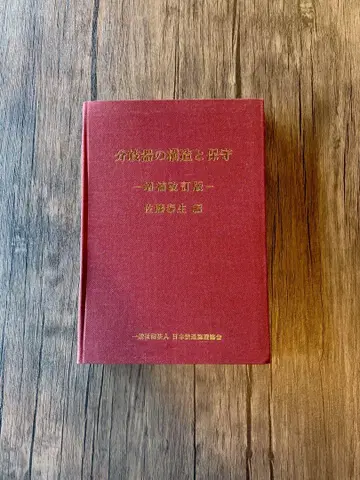 分岐器の構造と保守
－増補改訂版－
佐藤泰生 編
一般社団法人 日本鉄道施設協会